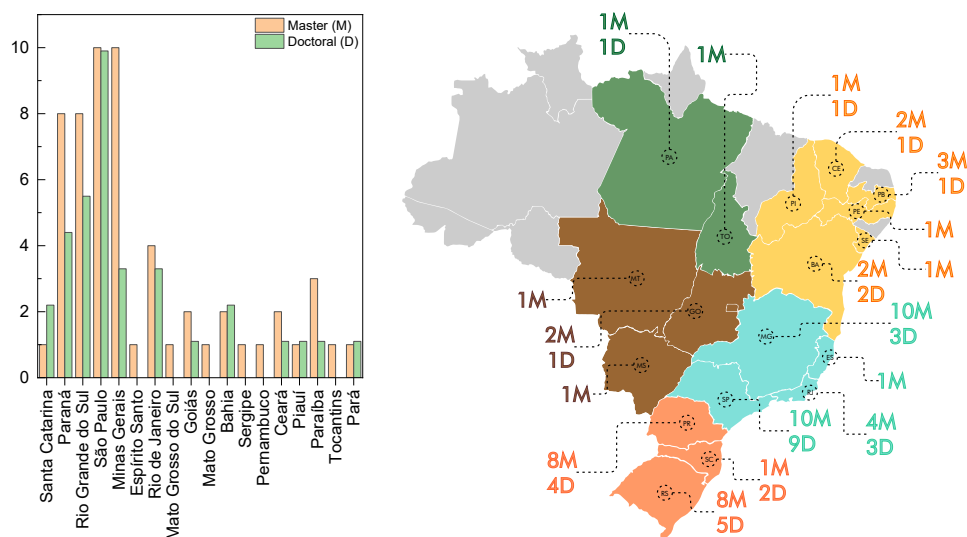 Master (M)
Doctoral (D)
10
8
6
4
2
0
Santa Catarina
Paraná
Rio Grande do Sul
São Paulo
Minas Gerais
Espírito Santo
Rio de Janeiro
Mato Grosso do Sul
Goiás
Mato Grosso
Bahia
Sergipe
Pernambuco
Ceará
Piauí
Paraíba
Tocantins
Pará
1M
1D
1M
1M
1D
2M
1D
3M
1D
1M
1M
2M
2D
10M
3D
1M
4M
3D
10M
9D
1M
2D
8M
5D
8M
4D
1M
2M
1D
1M
PA
TO
PI
CE
PB
PE
SE
BA
MT
GO
MS
MG
ES
RJ
SP
PR
SC
RS